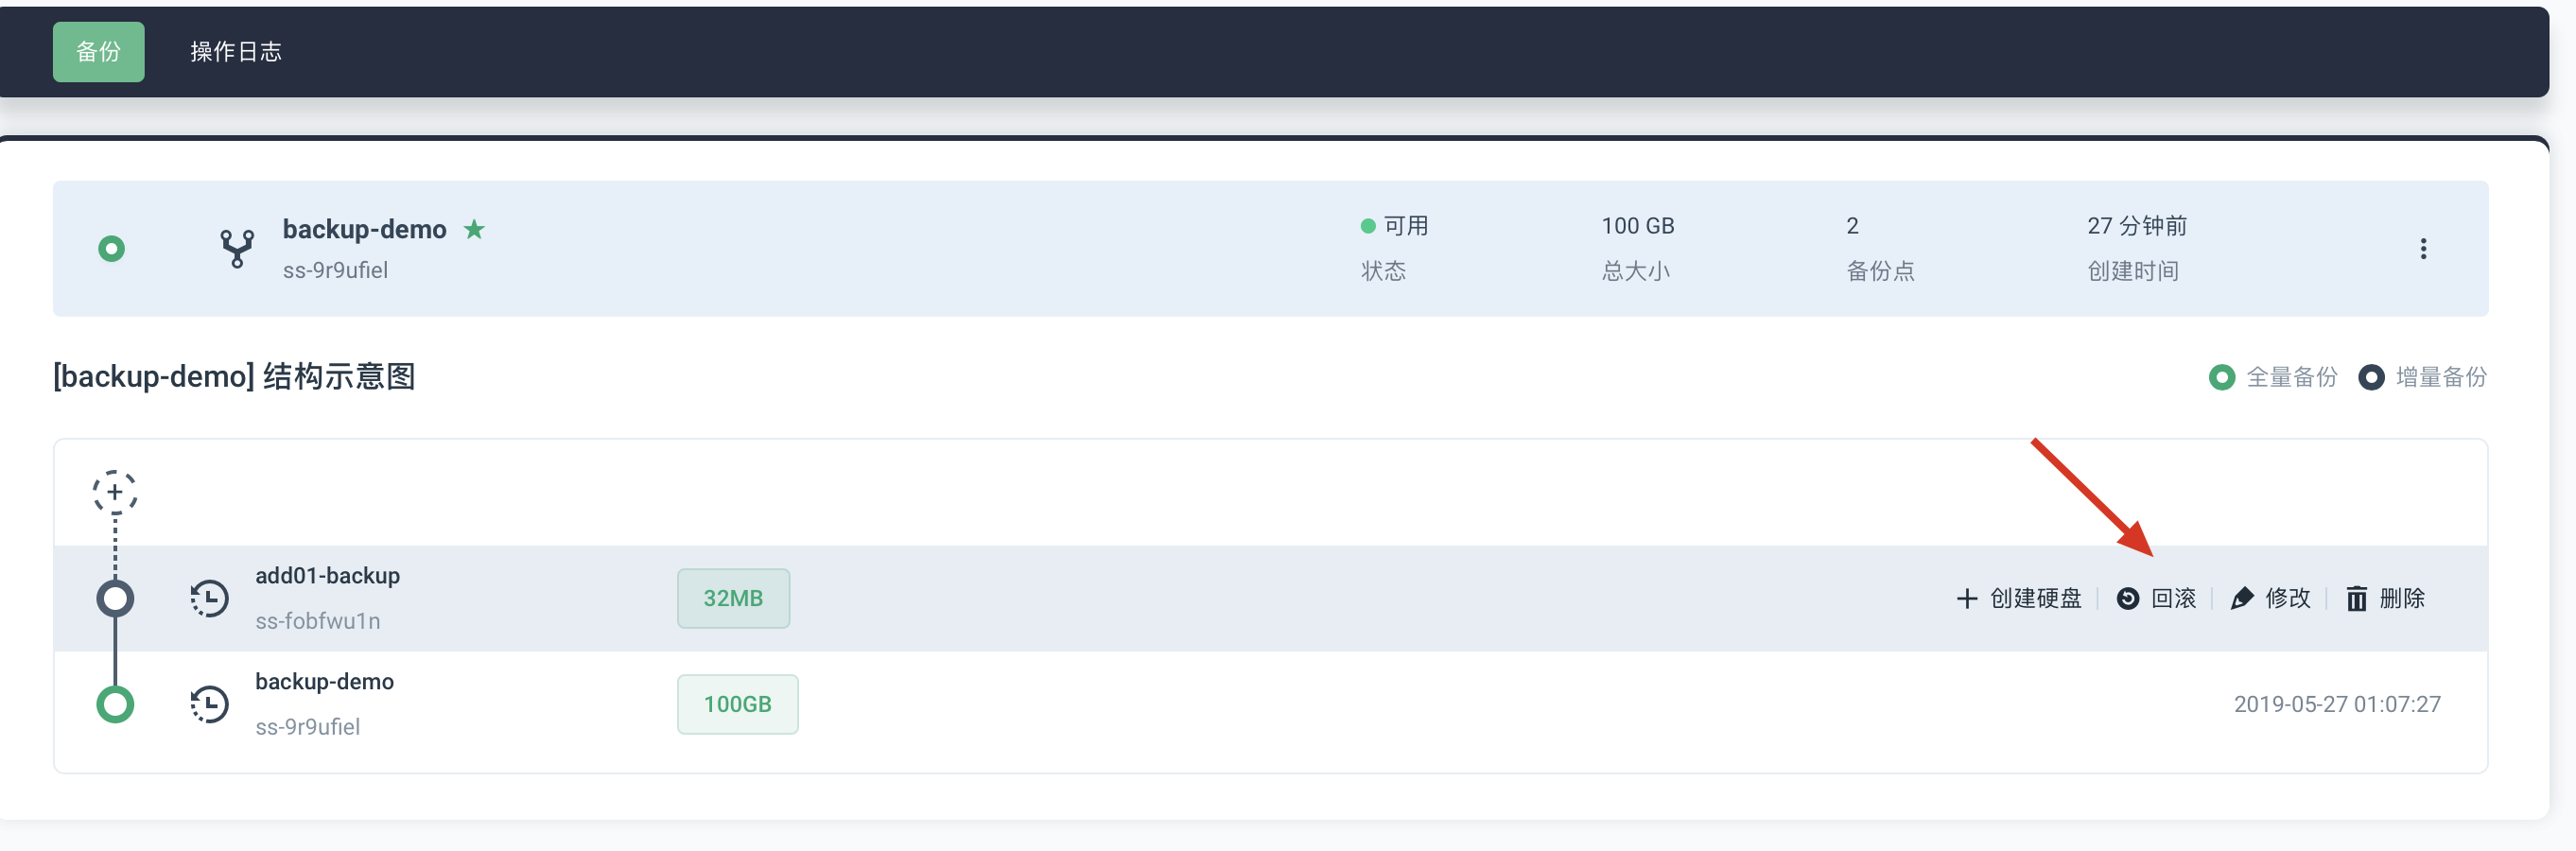 备份 操作日志
backup-demo
ss-9r9ufiel
可用 100 GB 2 27 分钟前
状态 总大小 备份点 创建时间
[backup-demo] 结构示意图
全量备份 增量备份
add01-backup
ss-fobfwu1n
32MB
创建硬盘 回滚 修改 删除
backup-demo
ss-9r9ufiel
100GB
2019-05-27 01:07:27